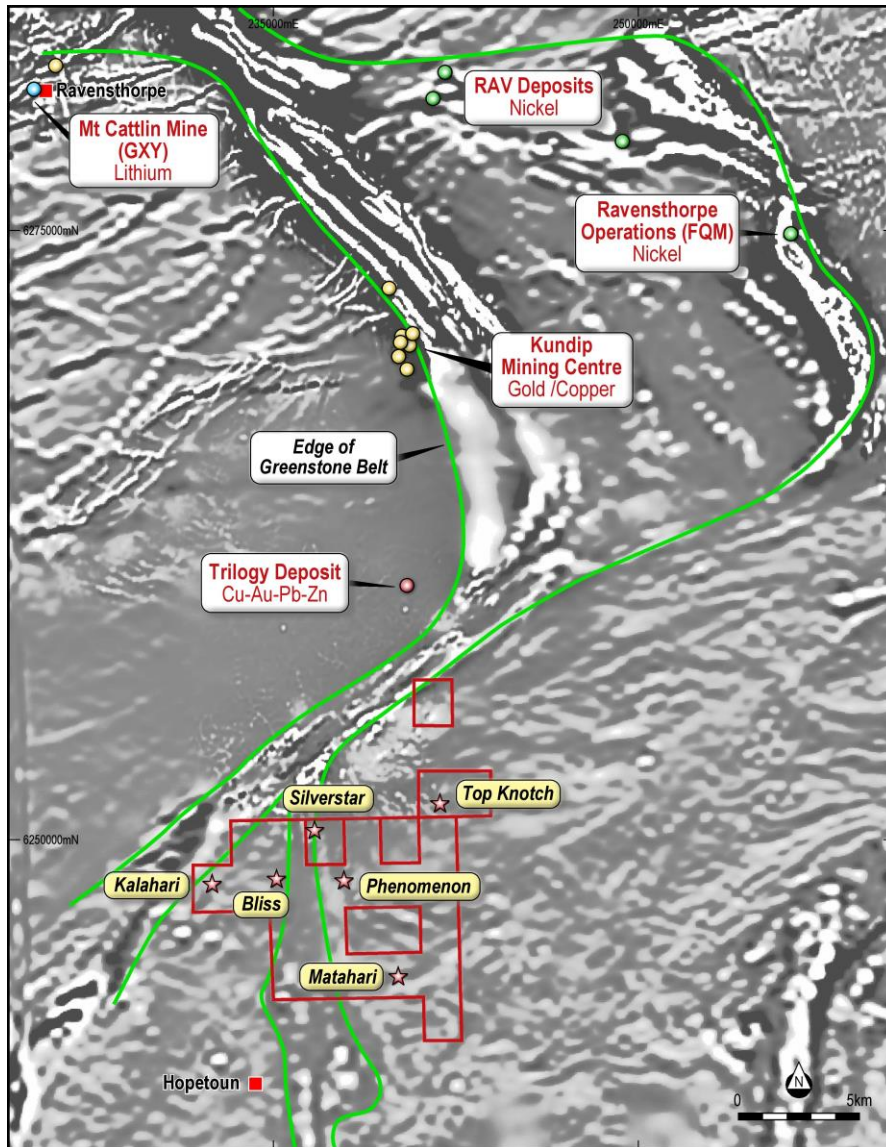 235000mE
250000mE
RAV Deposits
Nickel
Ravensthorpe
Mt Cattlin Mine
(GXY)
Lithium
Ravensthorpe
Operations (FQM)
Nickel
6275000mN
Kundip
Mining Centre
Gold /Copper
Edge of
Greenstone Belt
Trilogy Deposit
Cu-Au-Pb-Zn
Silverstar
Top Knotch
6250000mN
Kalahari
Bliss
Phenomenon
Matahari
Hopetoun
N
0 5km